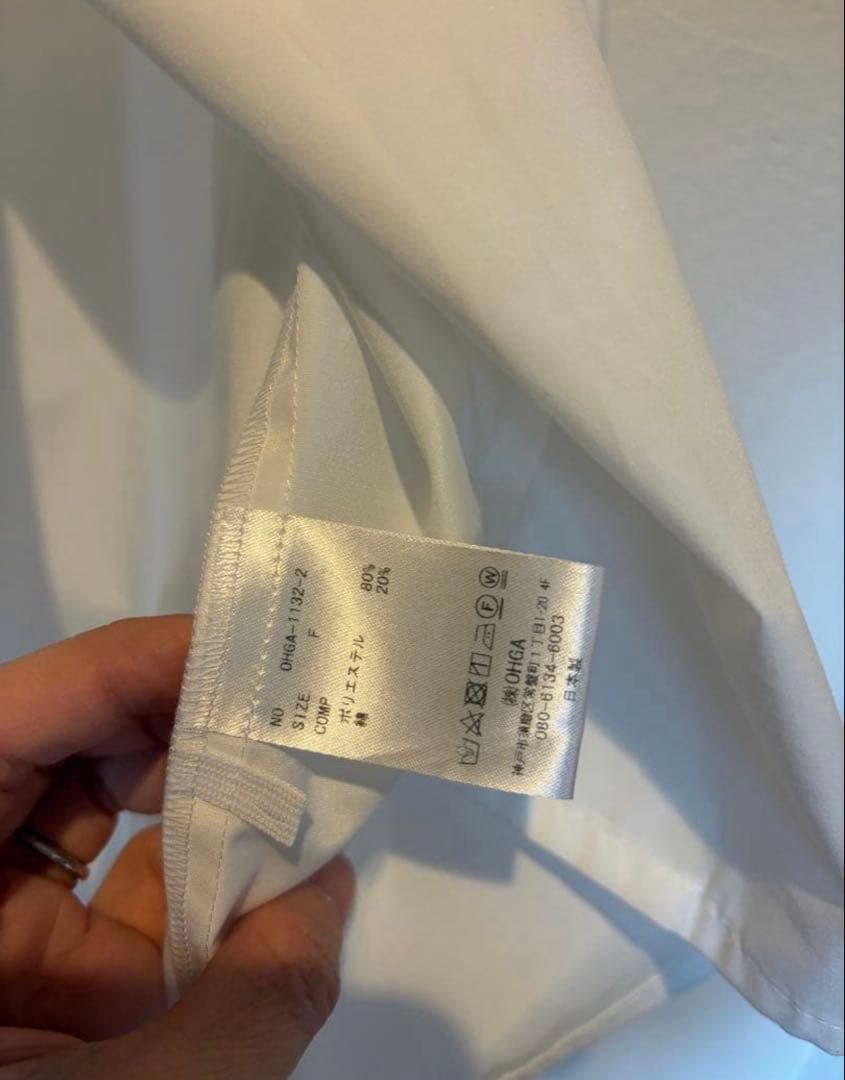 NO OHGA-1132-2
SIZE F
COMP
ポリエステル 80%
綿 20%
F W
(株)OHGA
神戸市須磨区常盤町1丁目1-20 4F
080-6134-6003
日本製